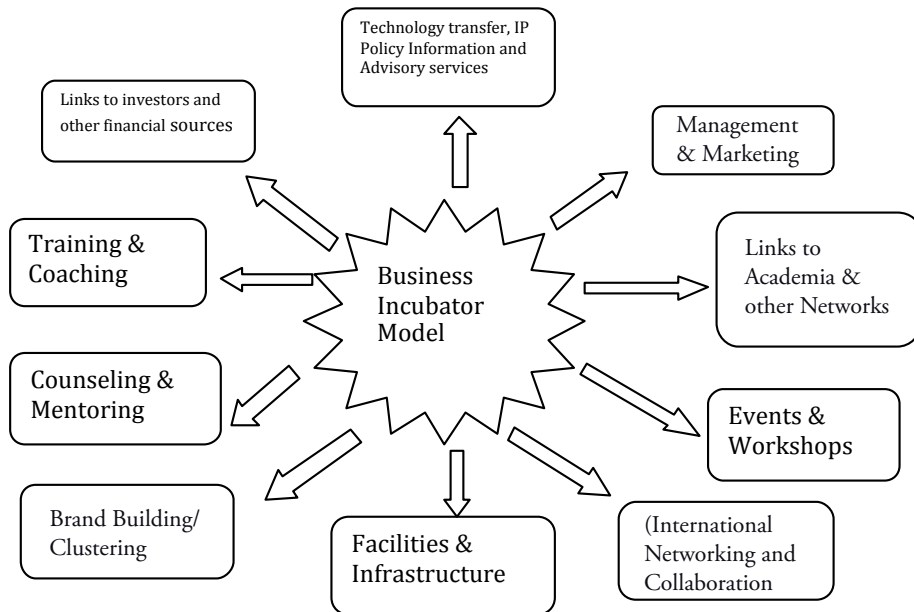 Technology transfer, IP
Policy Information and
Advisory services
Links to investors and
other financial sources
Management
& Marketing
Training &
Coaching
Business
Incubator
Model
Links to
Academia &
other Networks
Counseling &
Mentoring
Events &
Workshops
Brand Building/
Clustering
Facilities &
Infrastructure
(International
Networking and
Collaboration